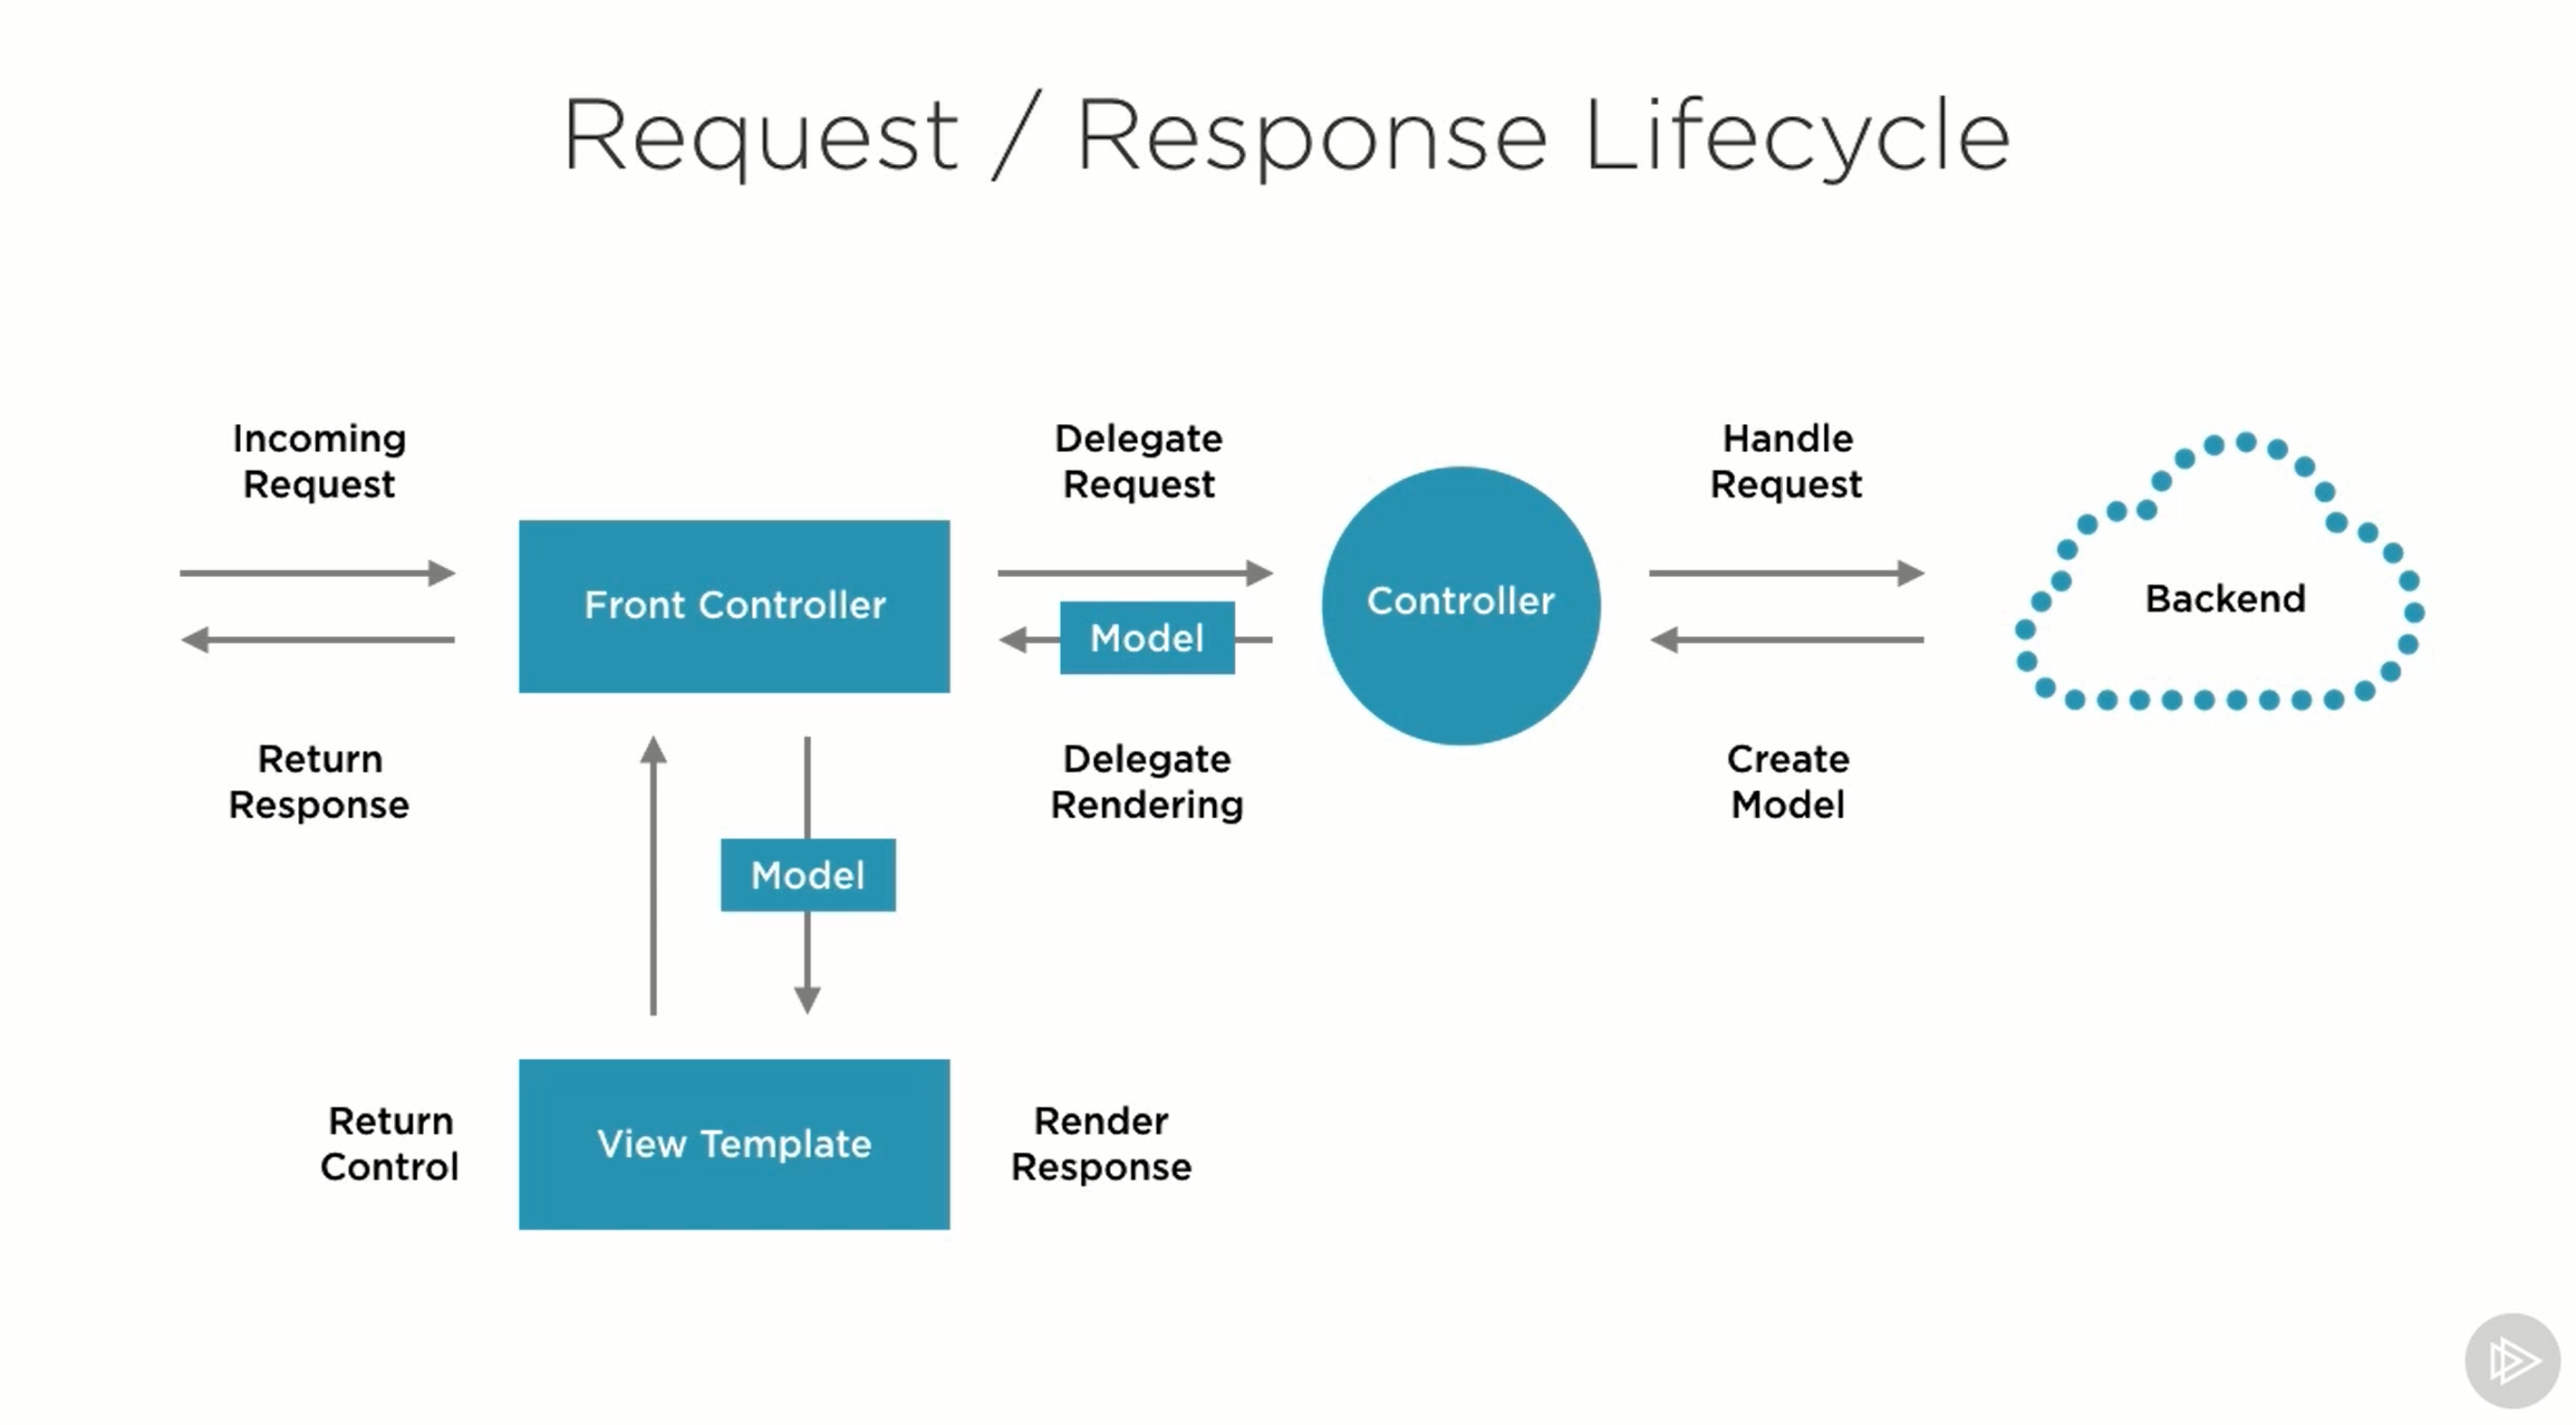 Request / Response Lifecycle
Incoming
Request
Delegate
Request
Handle
Request
Front Controller
Controller
Backend
Model
Return
Response
Delegate
Rendering
Create
Model
Model
Return
Control
View Template
Render
Response